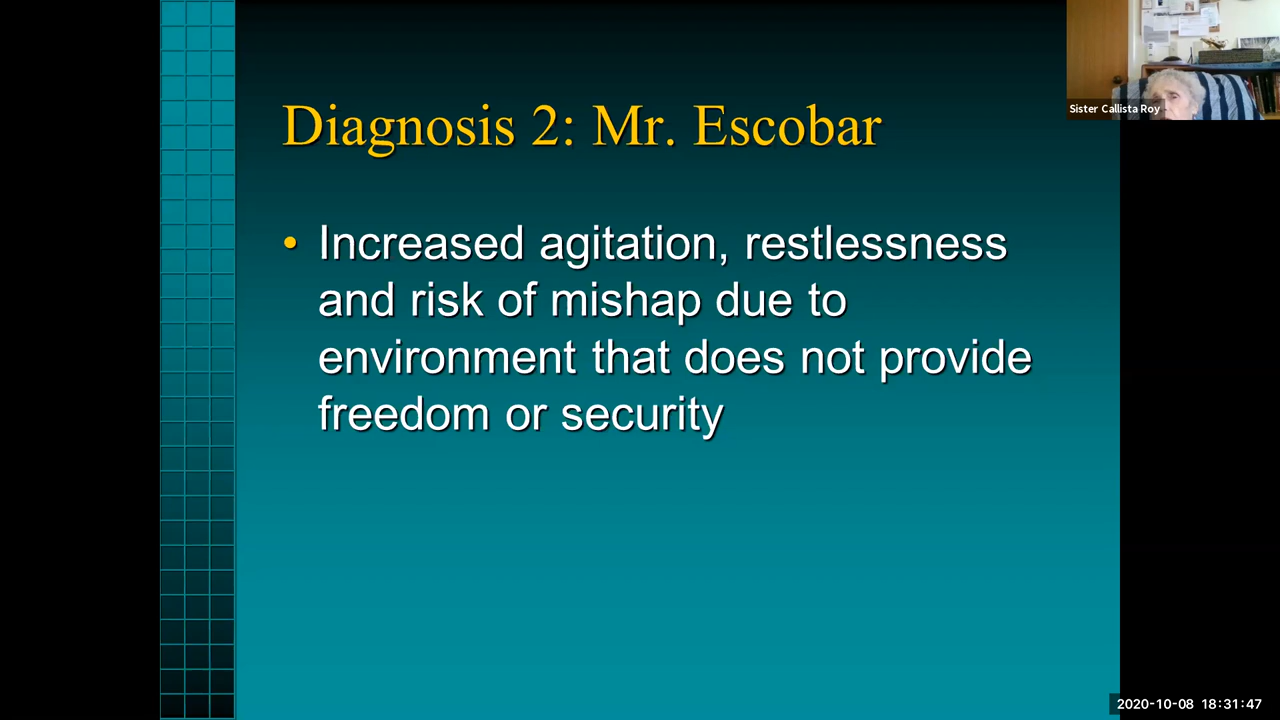 Diagnosis 2: Mr. Escobar
• Increased agitation, restlessness
and risk of mishap due to
environment that does not provide
freedom or security
Sister Callista Roy
2020-10-08 18:31:47